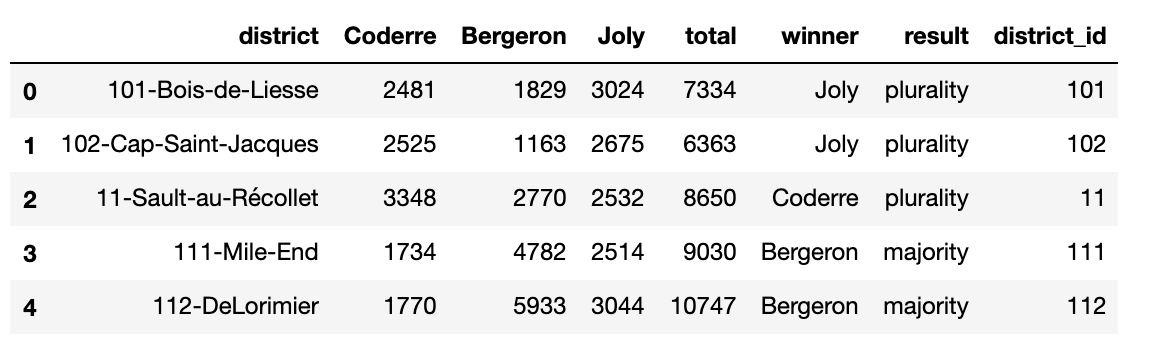 district Coderre Bergeron Joly total winner result district_id
0 101-Bois-de-Liesse 2481 1829 3024 7334 Joly plurality 101
1 102-Cap-Saint-Jacques 2525 1163 2675 6363 Joly plurality 102
2 11-Sault-au-Récollet 3348 2770 2532 8650 Coderre plurality 11
3 111-Mile-End 1734 4782 2514 9030 Bergeron majority 111
4 112-DeLorimier 1770 5933 3044 10747 Bergeron majority 112